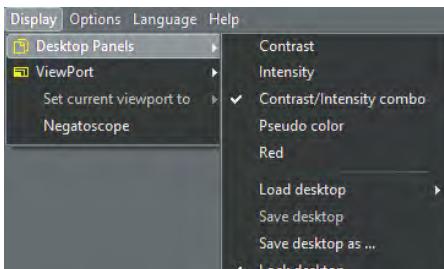 Display Options Language Help
Desktop Panels
ViewPort
Set current viewport to
Negatoscope
Contrast
Intensity
Contrast/Intensity combo
Pseudo color
Red
Load desktop
Save desktop
Save desktop as ...